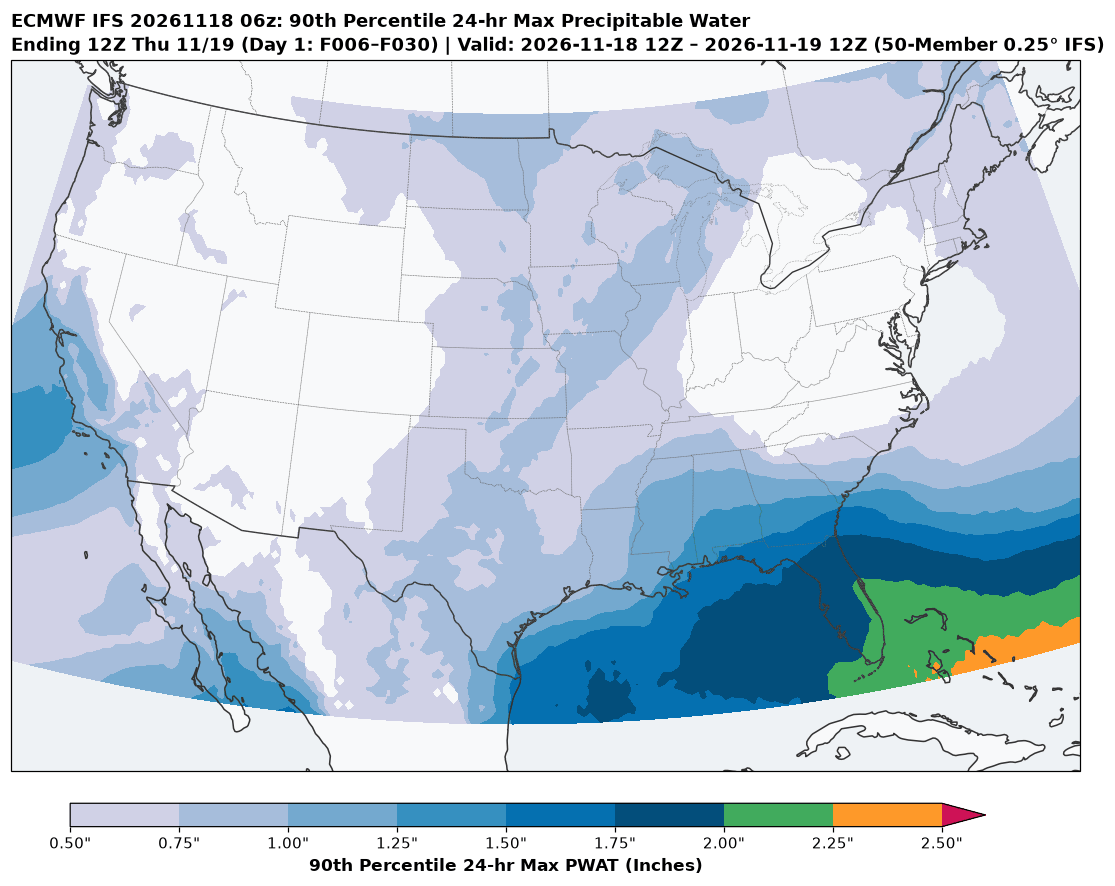 ECMWF IFS 20261118 06z: 90th Percentile 24-hr Max Precipitable Water
Ending 12Z Thu 11/19 (Day 1: F006–F030) | Valid: 2026-11-18 12Z – 2026-11-19 12Z (50-Member 0.25° IFS)
0.50" 0.75" 1.00" 1.25" 1.50" 1.75" 2.00" 2.25" 2.50"
90th Percentile 24-hr Max PWAT (Inches)